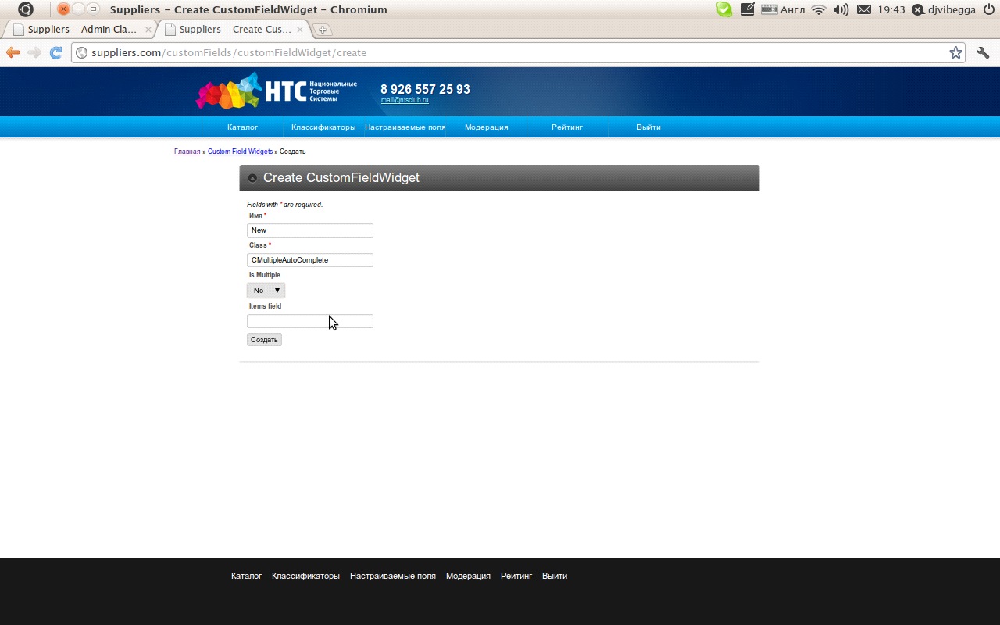 Suppliers – Create CustomFieldWidget – Chromium
Англ
19:43
djvibegga
Suppliers – Admin Cla...
Suppliers – Create Cus...
suppliers.com/customFields/customFieldWidget/create
НТС
Национальные
Торговые
Системы
8 926 557 25 93
mail@ntsclub.ru
Каталог
Классификаторы
Настраиваемые поля
Модерация
Рейтинг
Выйти
Главная » Custom Field Widgets » Создать
Create CustomFieldWidget
Fields with * are required.
Имя *
New
Class *
CMultipleAutoComplete
Is Multiple
No
Items field
Создать
Каталог Классификаторы Настраиваемые поля Модерация Рейтинг Выйти